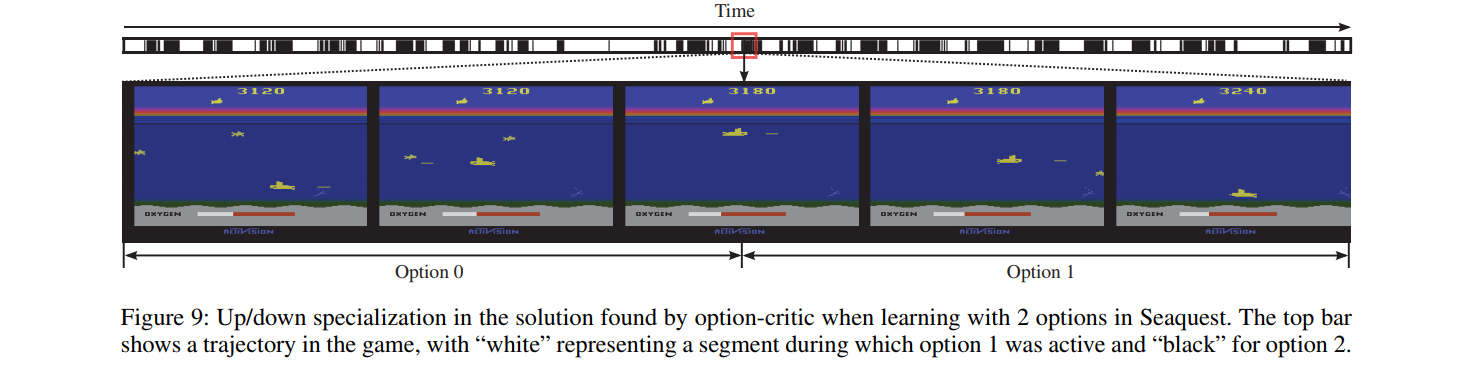 Time
3120 3120 3180 3180 3240
OXYGEN OXYGEN OXYGEN OXYGEN OXYGEN
ACTIVISION ACTIVISION ACTIVISION ACTIVISION ACTIVISION
Option 0 Option 1
Figure 9: Up/down specialization in the solution found by option-critic when learning with 2 options in Seaquest. The top bar
shows a trajectory in the game, with “white” representing a segment during which option 1 was active and “black” for option 2.